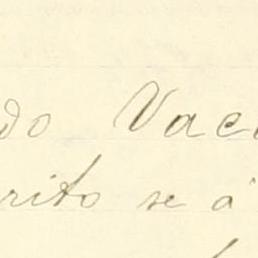 do Vac
rito se á